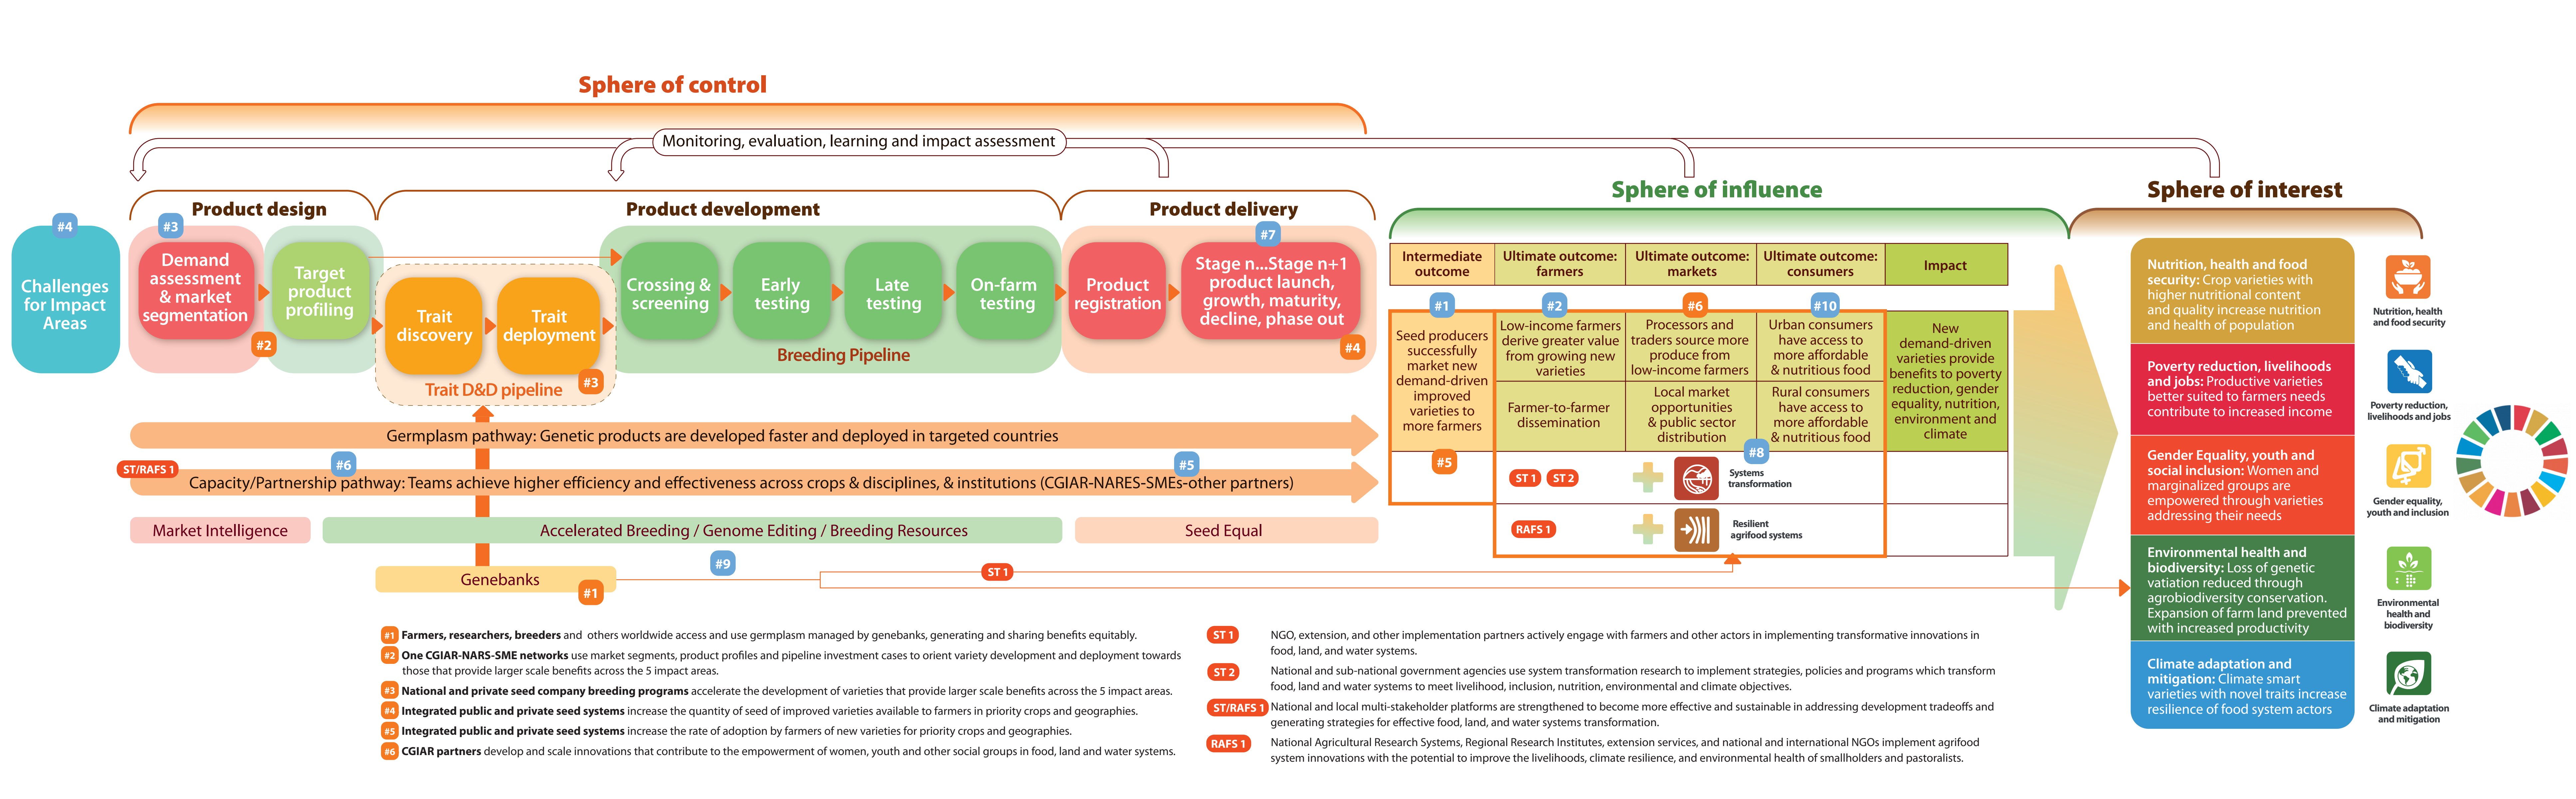 Sphere of control
Monitoring, evaluation, learning and impact assessment
Product design
Product development
Product delivery
Sphere of influence
Sphere of interest
#4
Challenges
for Impact
Areas
#3
Demand
assessment
& market
segmentation
#2
Target
product
profiling
Trait
discovery
Trait
deployment
Trait D&D pipeline
#3
Crossing &
screening
Early
testing
Late
testing
On-farm
testing
Breeding Pipeline
Product
registration
#7
Stage n...Stage n+1
product launch,
growth, maturity,
decline, phase out
#4
Germplasm pathway: Genetic products are developed faster and deployed in targeted countries
ST/RAFS 1
#6
#5
Capacity/Partnership pathway: Teams achieve higher efficiency and effectiveness across crops & disciplines, & institutions (CGIAR-NARES-SMEs-other partners)
Market Intelligence
Accelerated Breeding / Genome Editing / Breeding Resources
Seed Equal
Genebanks
#1
#9
ST 1
Intermediate
outcome
Ultimate outcome:
farmers
Ultimate outcome:
markets
Ultimate outcome:
consumers
Impact
#1
Seed producers
successfully
market new
demand-driven
improved
varieties to
more farmers
#5
#2
Low-income farmers
derive greater value
from growing new
varieties
Farmer-to-farmer
dissemination
#6
Processors and
traders source more
produce from
low-income farmers
Local market
opportunities
& public sector
distribution
#10
Urban consumers
have access to
more affordable
& nutritious food
Rural consumers
have access to
more affordable
& nutritious food
#8
New
demand-driven
varieties provide
benefits to poverty
reduction, gender
equality, nutrition,
environment and
climate
ST 1
ST 2
Systems
transformation
RAFS 1
Resilient
agrifood systems
Nutrition, health and food
security: Crop varieties with
higher nutritional content
and quality increase nutrition
and health of population
Poverty reduction, livelihoods
and jobs: Productive varieties
better suited to farmers needs
contribute to increased income
Gender Equality, youth and
social inclusion: Women and
marginalized groups are
empowered through varieties
addressing their needs
Environmental health and
biodiversity: Loss of genetic
vatiation reduced through
agrobiodiversity conservation.
Expansion of farm land prevented
with increased productivity
Climate adaptation and
mitigation: Climate smart
varieties with novel traits increase
resilience of food system actors
Nutrition, health
and food security
Poverty reduction,
livelihoods and jobs
Gender equality,
youth and inclusion
Environmental
health and
biodiversity
Climate adaptation
and mitigation
#1 Farmers, researchers, breeders and others worldwide access and use germplasm managed by genebanks, generating and sharing benefits equitably.
#2 One CGIAR-NARS-SME networks use market segments, product profiles and pipeline investment cases to orient variety development and deployment towards
those that provide larger scale benefits across the 5 impact areas.
#3 National and private seed company breeding programs accelerate the development of varieties that provide larger scale benefits across the 5 impact areas.
#4 Integrated public and private seed systems increase the quantity of seed of improved varieties available to farmers in priority crops and geographies.
#5 Integrated public and private seed systems increase the rate of adoption by farmers of new varieties for priority crops and geographies.
#6 CGIAR partners develop and scale innovations that contribute to the empowerment of women, youth and other social groups in food, land and water systems.
ST 1 NGO, extension, and other implementation partners actively engage with farmers and other actors in implementing transformative innovations in
food, land, and water systems.
ST 2 National and sub-national government agencies use system transformation research to implement strategies, policies and programs which transform
food, land and water systems to meet livelihood, inclusion, nutrition, environmental and climate objectives.
ST/RAFS 1 National and local multi-stakeholder platforms are strengthened to become more effective and sustainable in addressing development tradeoffs and
generating strategies for effective food, land, and water systems transformation.
RAFS 1 National Agricultural Research Systems, Regional Research Institutes, extension services, and national and international NGOs implement agrifood
system innovations with the potential to improve the livelihoods, climate resilience, and environmental health of smallholders and pastoralists.